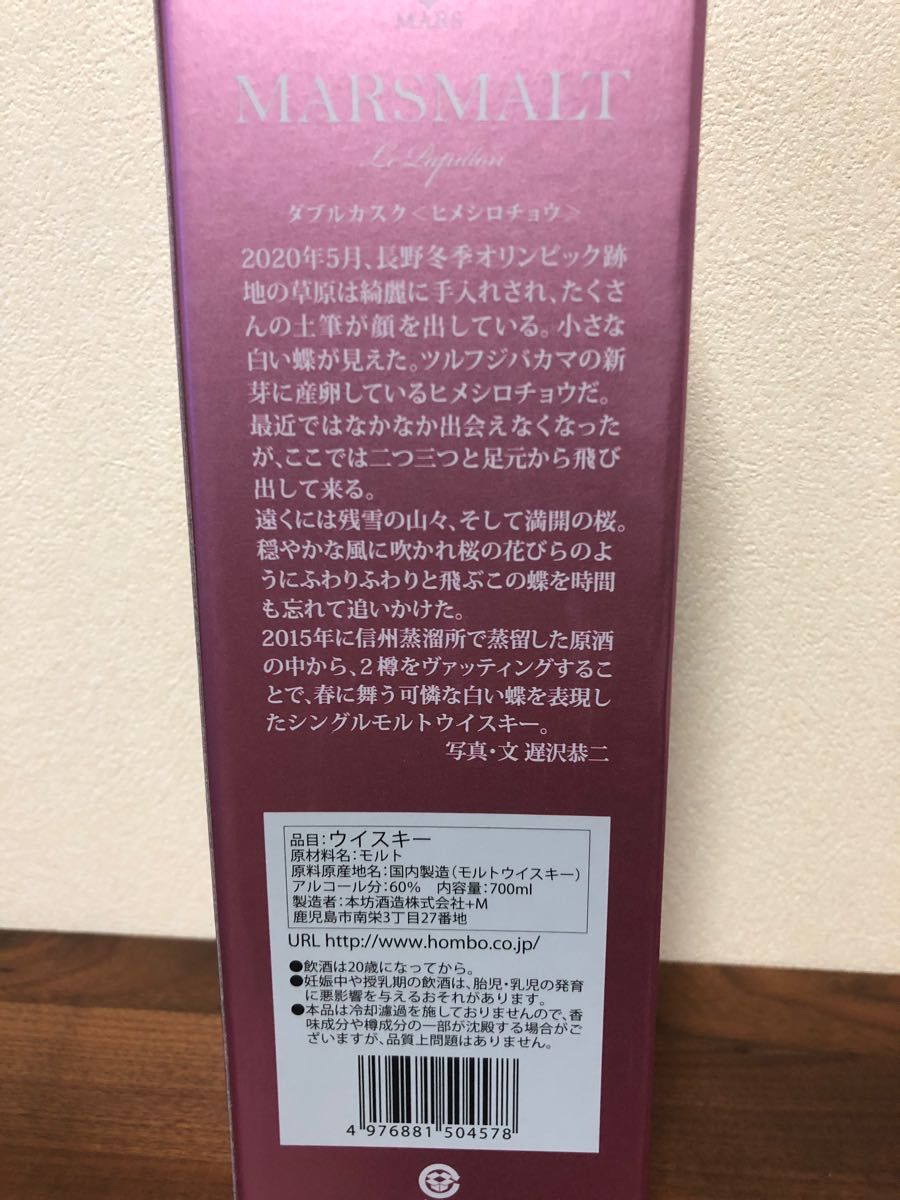 MARS
MARSMALT
Le Papillon
ダブルカスク<ヒメシロチョウ>
2020年5月、長野冬季オリンピック跡
地の草原は綺麗に手入れされ、たくさ
んの土筆が顔を出している。小さな
白い蝶が見えた。ツルフジバカマの新
芽に産卵しているヒメシロチョウだ。
最近ではなかなか出会えなくなった
が、ここでは二つ三つと足元から飛び
出して来る。
遠くには残雪の山々、そして満開の桜。
穏やかな風に吹かれ桜の花びらのよ
うにふわりふわりと飛ぶこの蝶を時間
も忘れて追いかけた。
2015年に信州蒸溜所で蒸留した原酒
の中から、2樽をヴァッティングするこ
とで、春に舞う可憐な白い蝶を表現し
たシングルモルトウイスキー。
写真・文 遅沢恭二
品目:ウイスキー
原材料名:モルト
原料原産地名:国内製造(モルトウイスキー)
アルコール分:60% 内容量:700ml
製造者:本坊酒造株式会社+M
鹿児島市南栄3丁目27番地
URL http://www.hombo.co.jp/
●飲酒は20歳になってから。
●妊娠中や授乳期の飲酒は、胎児・乳児の発育
に悪影響を与えるおそれがあります。
●本品は冷却濾過を施しておりませんので、香
味成分や樽成分の一部が沈殿する場合がご
ざいますが、品質上問題はありません。
4 976881 504578